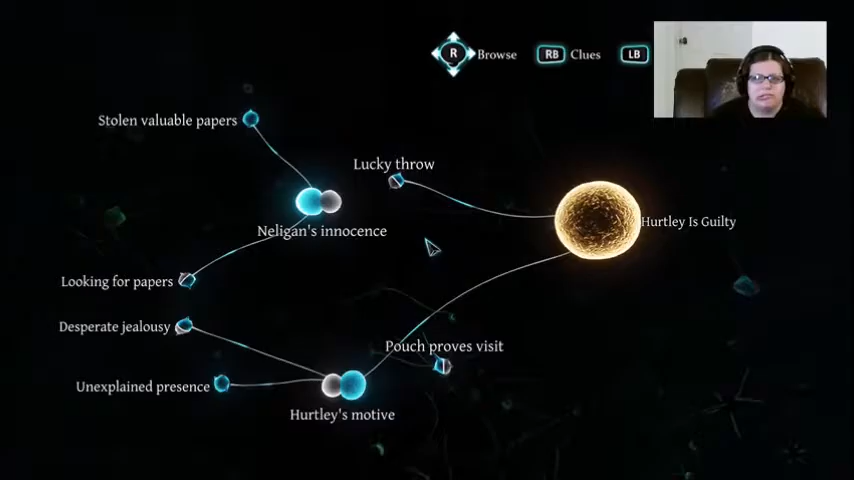 R Browse RB Clues LB
Stolen valuable papers
Lucky throw
Hurtley Is Guilty
Neligan's innocence
Looking for papers
Desperate jealousy
Pouch proves visit
Unexplained presence
Hurtley's motive